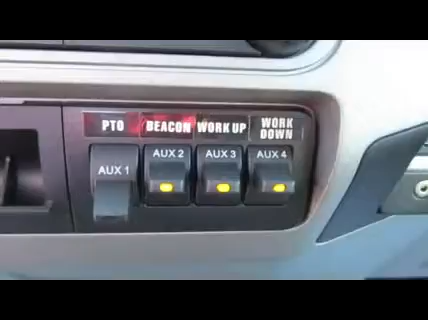 PTO
BEACON
WORK UP
WORK
DOWN
AUX 1
AUX 2
AUX 3
AUX 4